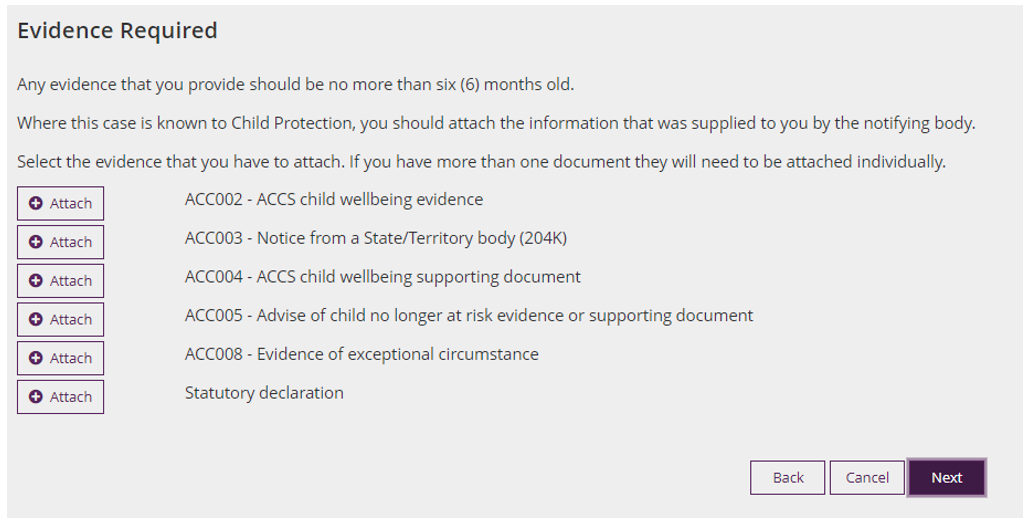 Evidence Required
Any evidence that you provide should be no more than six (6) months old.
Where this case is known to Child Protection, you should attach the information that was supplied to you by the notifying body.
Select the evidence that you have to attach. If you have more than one document they will need to be attached individually.
Attach ACC002 - ACCS child wellbeing evidence
Attach ACC003 - Notice from a State/Territory body (204K)
Attach ACC004 - ACCS child wellbeing supporting document
Attach ACC005 - Advise of child no longer at risk evidence or supporting document
Attach ACC008 - Evidence of exceptional circumstance
Attach Statutory declaration
Back Cancel Next